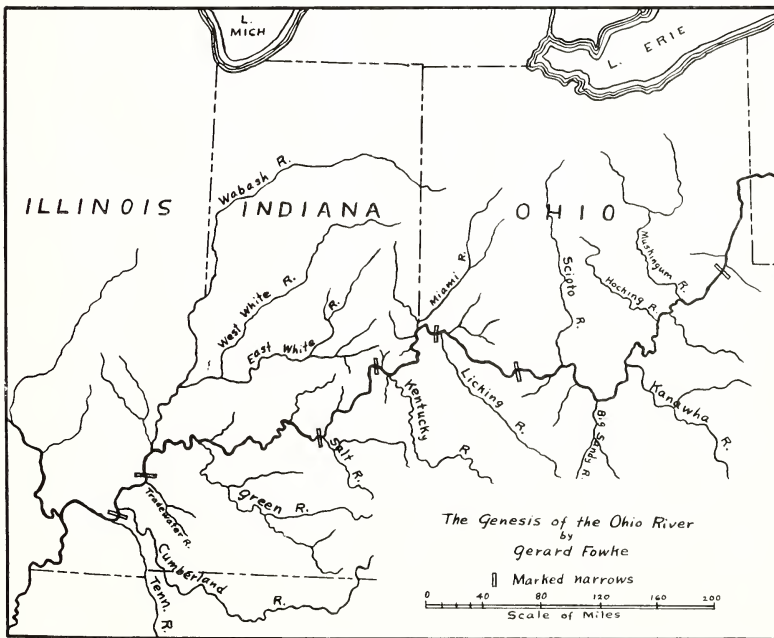 L.
MICH
L. ERIE
ILLINOIS
INDIANA
OHIO
Wabash R.
West White R.
East White
R.
Miami R.
Scioto R.
Hocking R.
Muskingum R.
Licking R.
Kentucky R.
Big Sandy R.
Kanawha R.
Salt R.
Green R.
Tradewater R.
Cumberland R.
Tenn. R.
The Genesis of the Ohio River
by
Gerard Fowke
Marked narrows
0 40 80 120 160 200
Scale of Miles